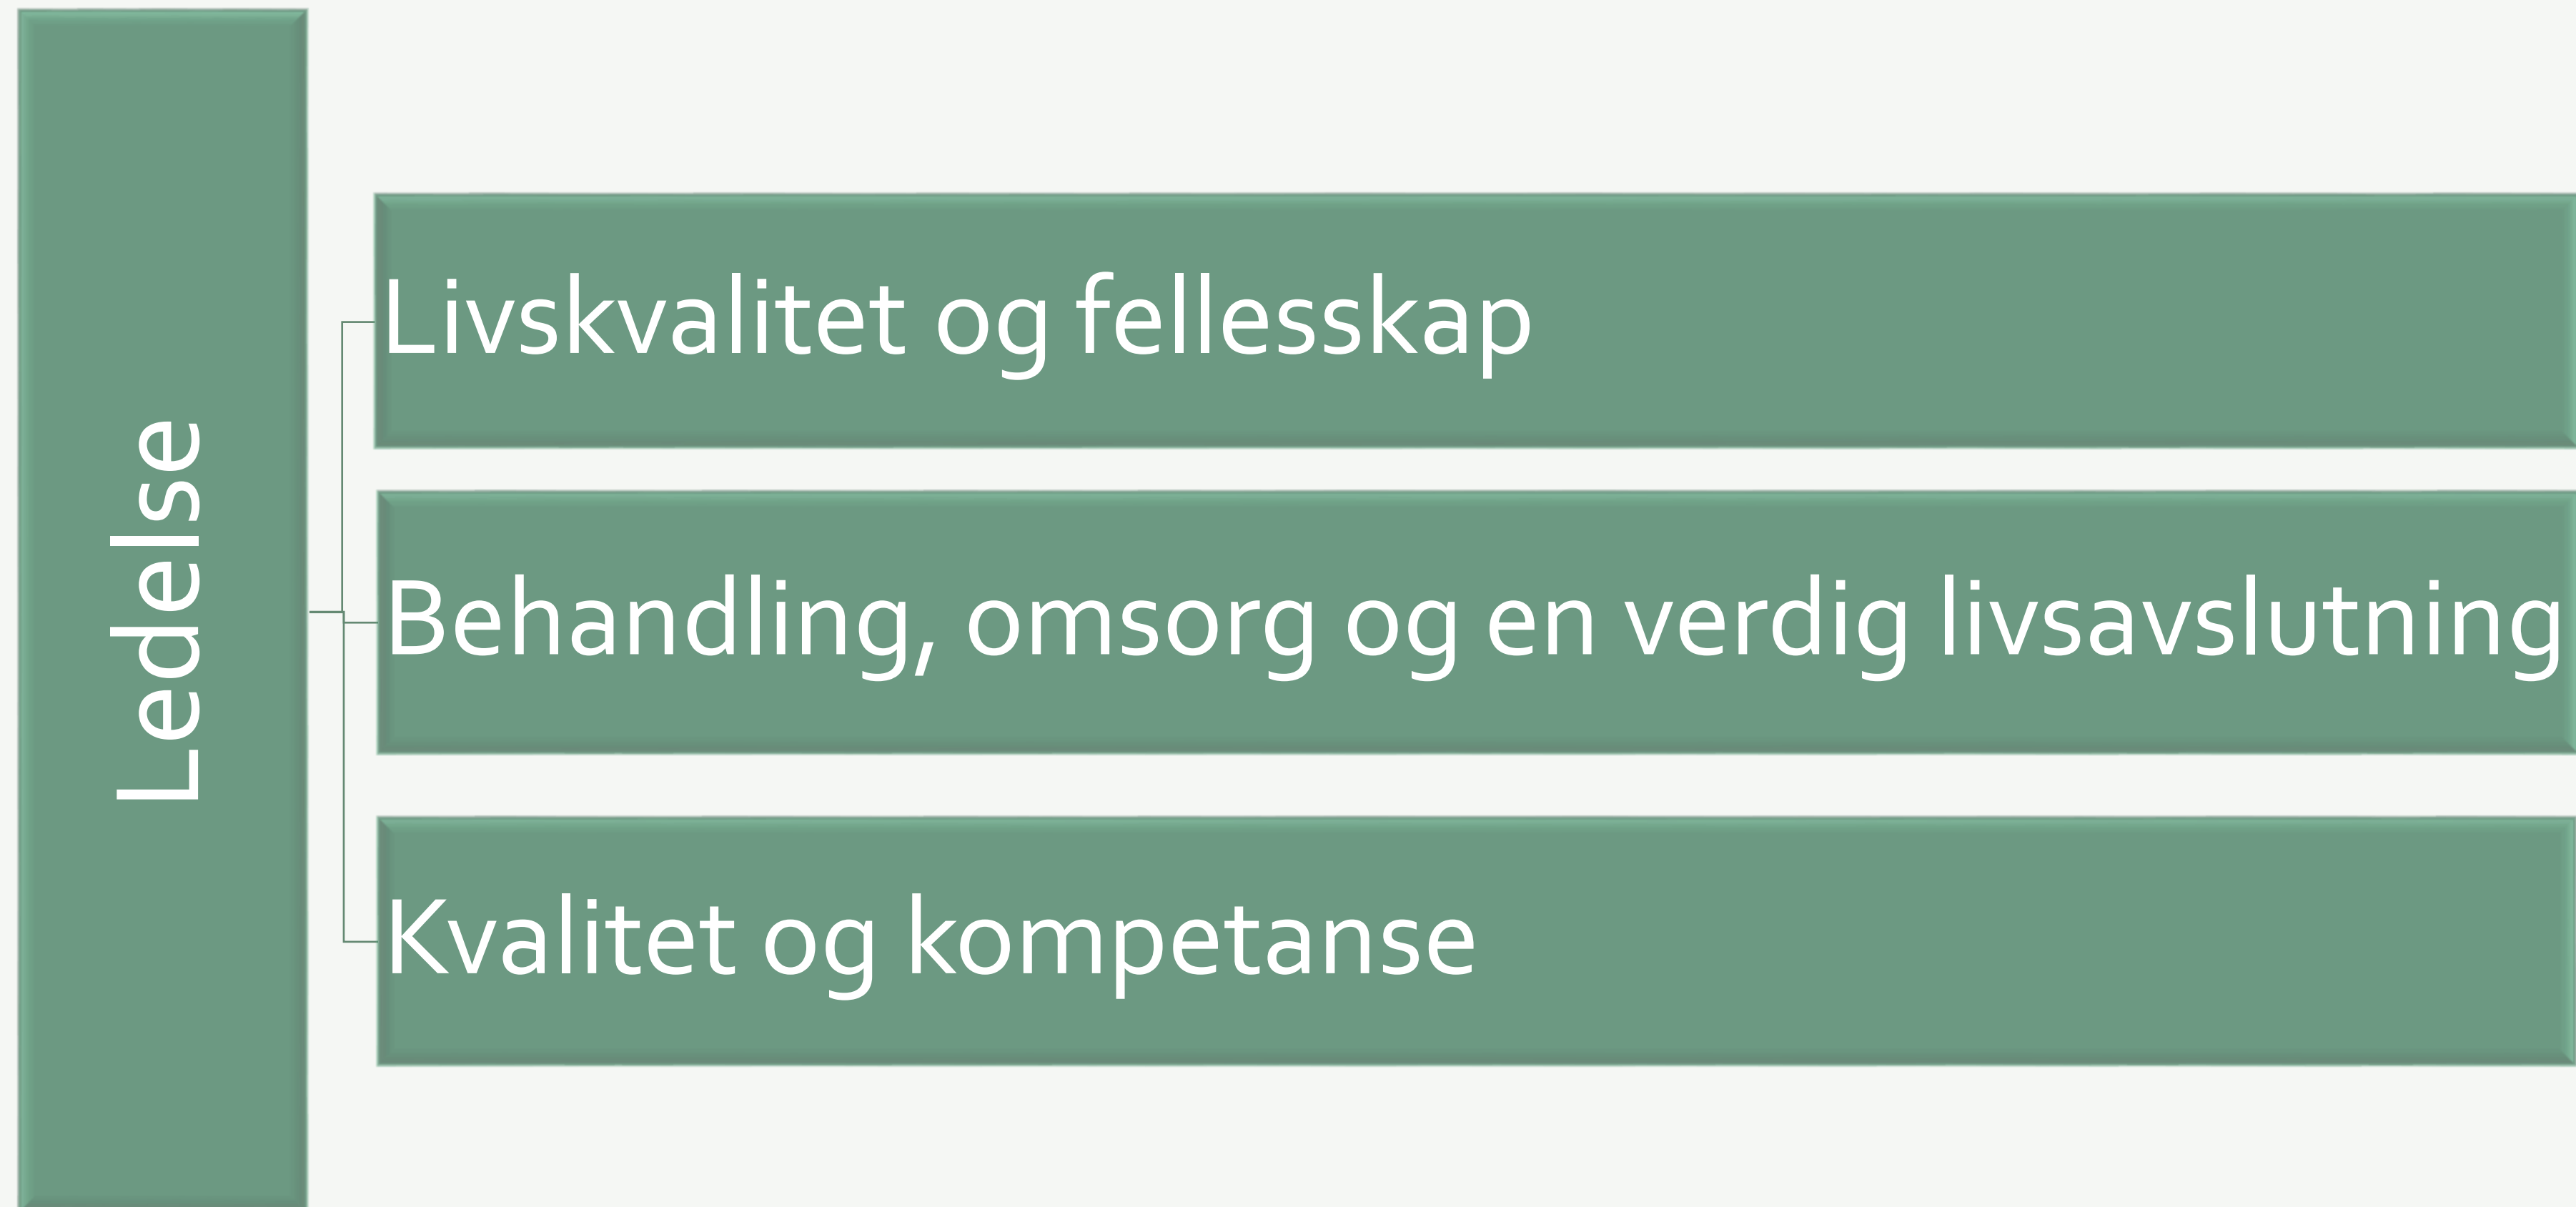 Ledelse
Livskvalitet og fellesskap
Behandling, omsorg og en verdig livsavslutning
Kvalitet og kompetanse